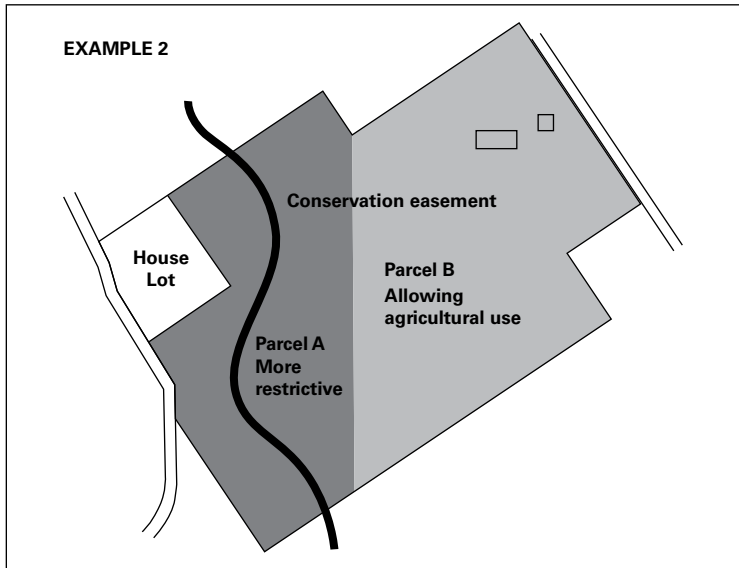 EXAMPLE 2
Conservation easement
House
Lot
Parcel B
Allowing
agricultural use
Parcel A
More
restrictive